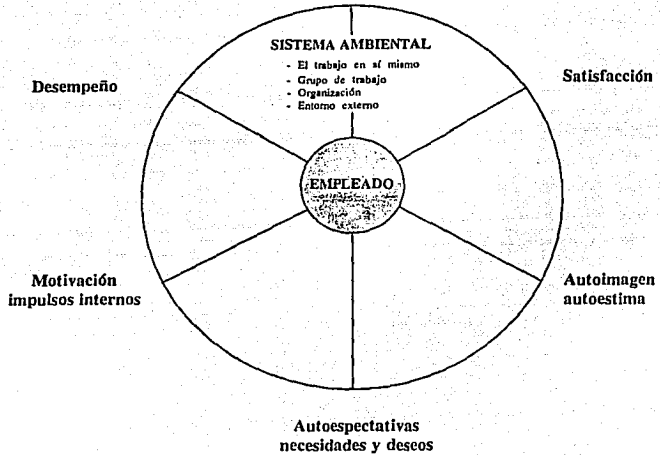 SISTEMA AMBIENTAL
- El trabajo en sí mismo
- Grupo de trabajo
- Organización
- Entorno externo
Desempeño
Satisfacción
EMPLEADO
Motivación
impulsos internos
Autoimagen
autoestima
Autoespectativas
necesidades y deseos